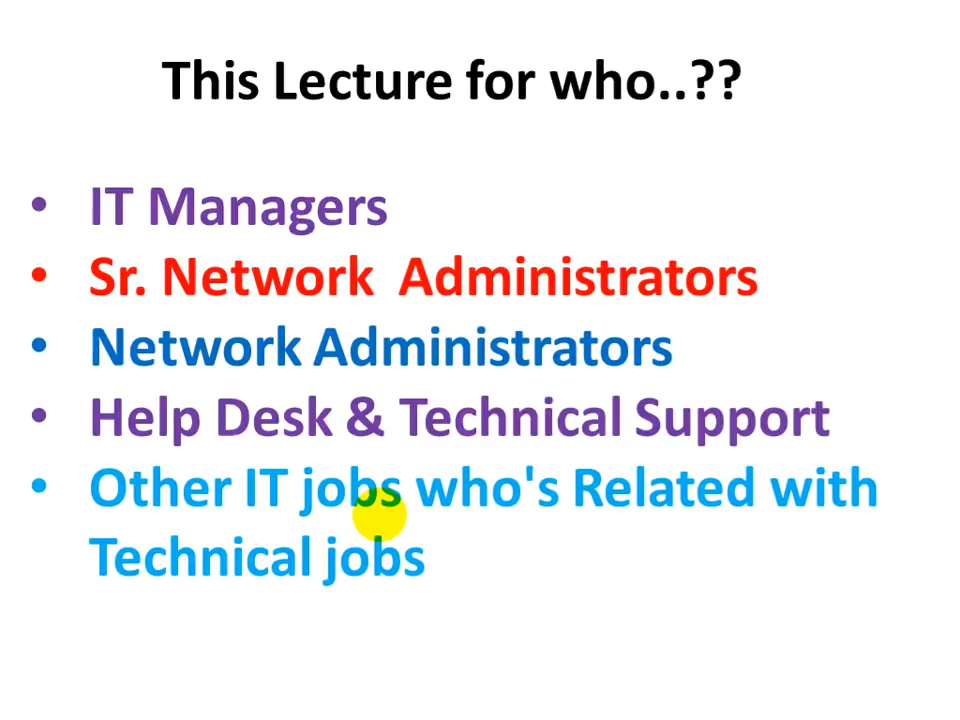 This Lecture for who..??
• IT Managers
• Sr. Network Administrators
• Network Administrators
• Help Desk & Technical Support
• Other IT jobs who's Related with
Technical jobs